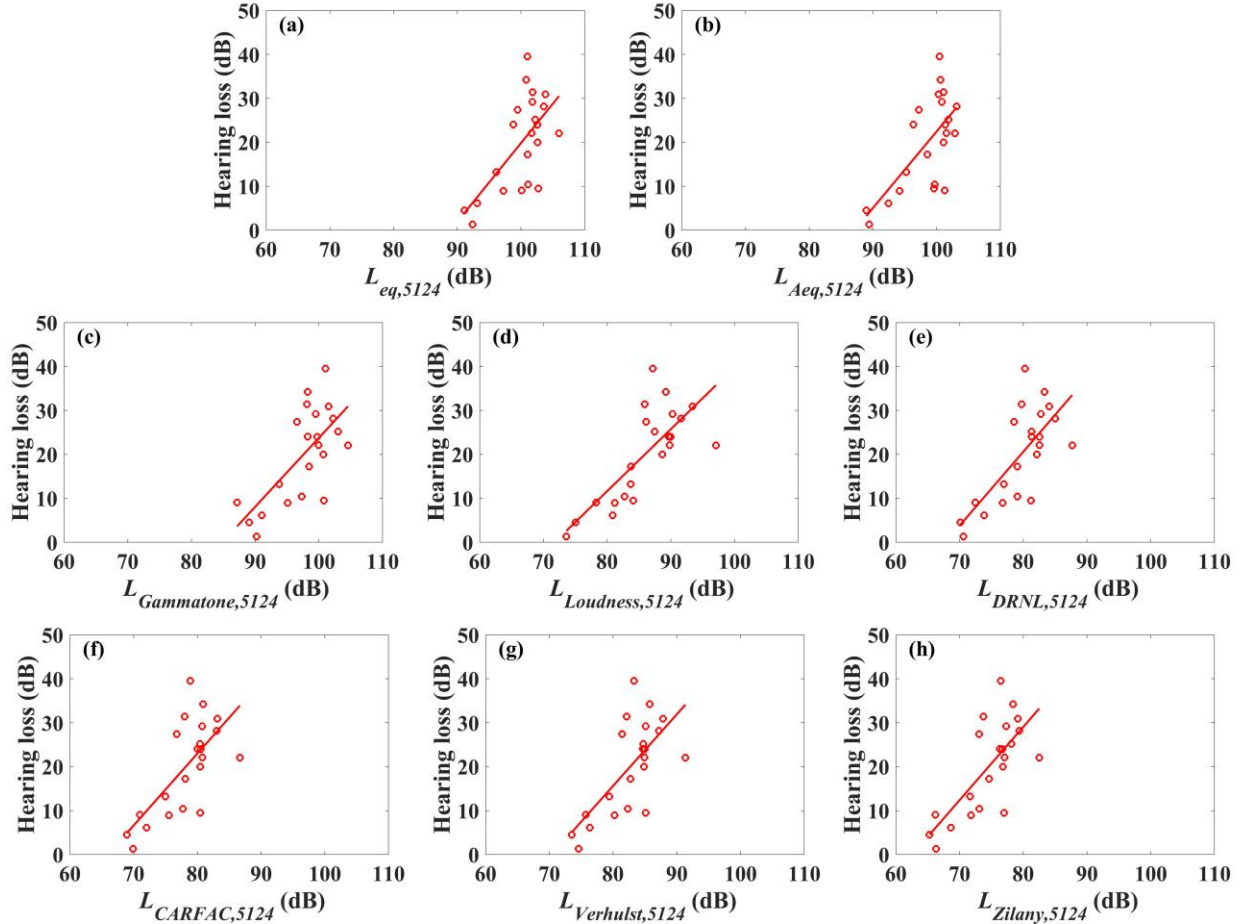 (a)
Hearing loss (dB)
50
40
30
20
10
0
60 70 80 90 100 110
L_eq,5124 (dB)
(b)
Hearing loss (dB)
50
40
30
20
10
0
60 70 80 90 100 110
L_Aeq,5124 (dB)
(c)
Hearing loss (dB)
50
40
30
20
10
0
60 70 80 90 100 110
L_Gammatone,5124 (dB)
(d)
Hearing loss (dB)
50
40
30
20
10
0
60 70 80 90 100 110
L_Loudness,5124 (dB)
(e)
Hearing loss (dB)
50
40
30
20
10
0
60 70 80 90 100 110
L_DRNL,5124 (dB)
(f)
Hearing loss (dB)
50
40
30
20
10
0
60 70 80 90 100 110
L_CARFAC,5124 (dB)
(g)
Hearing loss (dB)
50
40
30
20
10
0
60 70 80 90 100 110
L_Verhulst,5124 (dB)
(h)
Hearing loss (dB)
50
40
30
20
10
0
60 70 80 90 100 110
L_Zilany,5124 (dB)